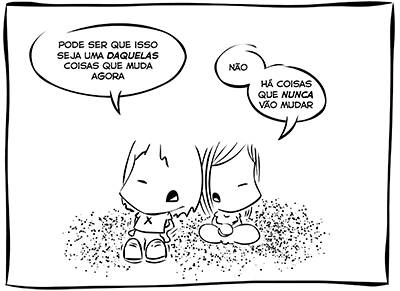 PODE SER QUE ISSO
SEJA UMA DAQUELAS
COISAS QUE MUDA
AGORA
NÃO
HÁ COISAS
QUE NUNCA
VÃO MUDAR
X